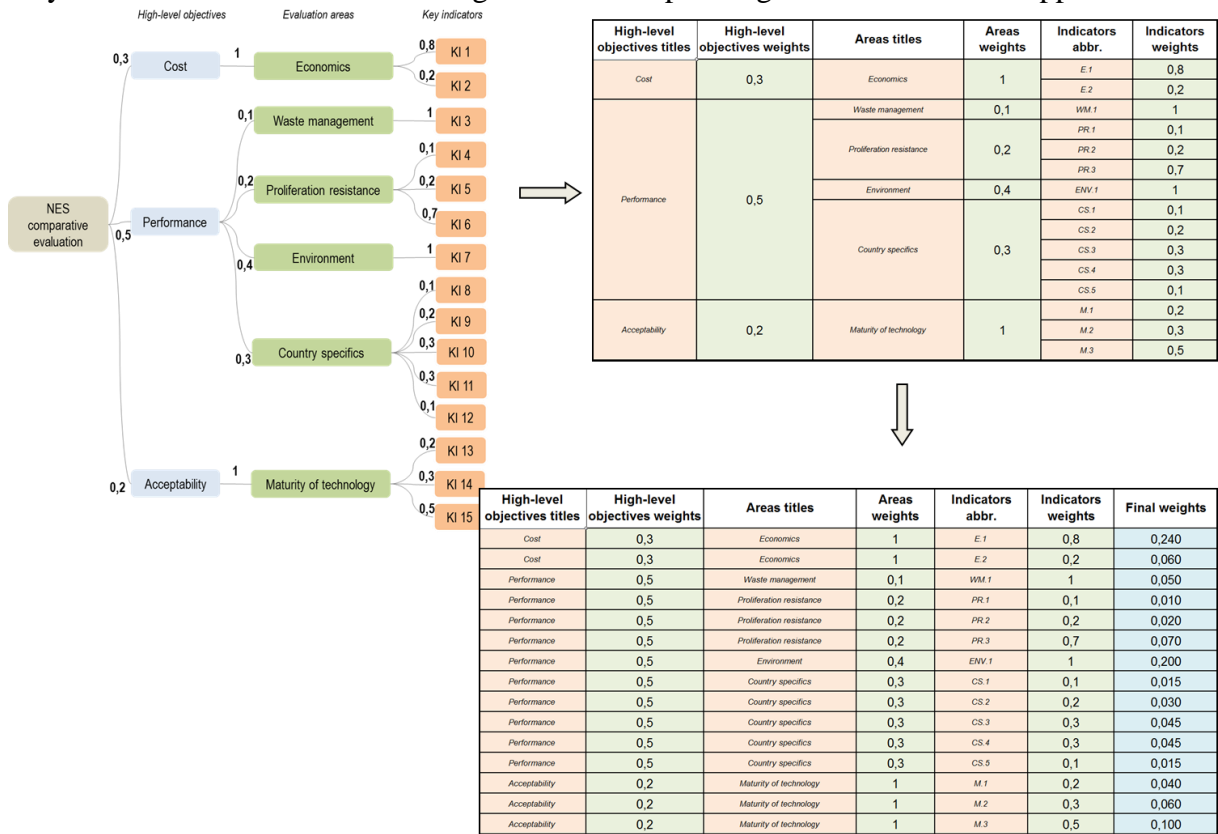 High-level objectives Evaluation areas Key indicators
0,3 Cost 1 Economics 0,8 KI 1
0,2 KI 2
0,1 Waste management 1 KI 3
0,1 KI 4
0,2 Proliferation resistance 0,2 KI 5
0,7 KI 6
NES comparative evaluation
0,5 Performance
0,4 Environment 1 KI 7
0,1 KI 8
0,2 KI 9
0,3 Country specifics 0,3 KI 10
0,3 KI 11
0,1 KI 12
0,2 KI 13
0,2 Acceptability 1 Maturity of technology 0,3 KI 14
0,5 KI 15
High-level objectives titles High-level objectives weights Areas titles Areas weights Indicators abbr. Indicators weights
Cost 0,3 Economics 1 E.1 0,8
E.2 0,2
Performance 0,5 Waste management 0,1 WM.1 1
Proliferation resistance 0,2 PR.1 0,1
PR.2 0,2
PR.3 0,7
Environment 0,4 ENV.1 1
Country specifics 0,3 CS.1 0,1
CS.2 0,2
CS.3 0,3
CS.4 0,3
CS.5 0,1
Acceptability 0,2 Maturity of technology 1 M.1 0,2
M.2 0,3
M.3 0,5
High-level objectives titles High-level objectives weights Areas titles Areas weights Indicators abbr. Indicators weights Final weights
Cost 0,3 Economics 1 E.1 0,8 0,240
Cost 0,3 Economics 1 E.2 0,2 0,060
Performance 0,5 Waste management 0,1 WM.1 1 0,050
Performance 0,5 Proliferation resistance 0,2 PR.1 0,1 0,010
Performance 0,5 Proliferation resistance 0,2 PR.2 0,2 0,020
Performance 0,5 Proliferation resistance 0,2 PR.3 0,7 0,070
Performance 0,5 Environment 0,4 ENV.1 1 0,200
Performance 0,5 Country specifics 0,3 CS.1 0,1 0,015
Performance 0,5 Country specifics 0,3 CS.2 0,2 0,030
Performance 0,5 Country specifics 0,3 CS.3 0,3 0,045
Performance 0,5 Country specifics 0,3 CS.4 0,3 0,045
Performance 0,5 Country specifics 0,3 CS.5 0,1 0,015
Acceptability 0,2 Maturity of technology 1 M.1 0,2 0,040
Acceptability 0,2 Maturity of technology 1 M.2 0,3 0,060
Acceptability 0,2 Maturity of technology 1 M.3 0,5 0,100